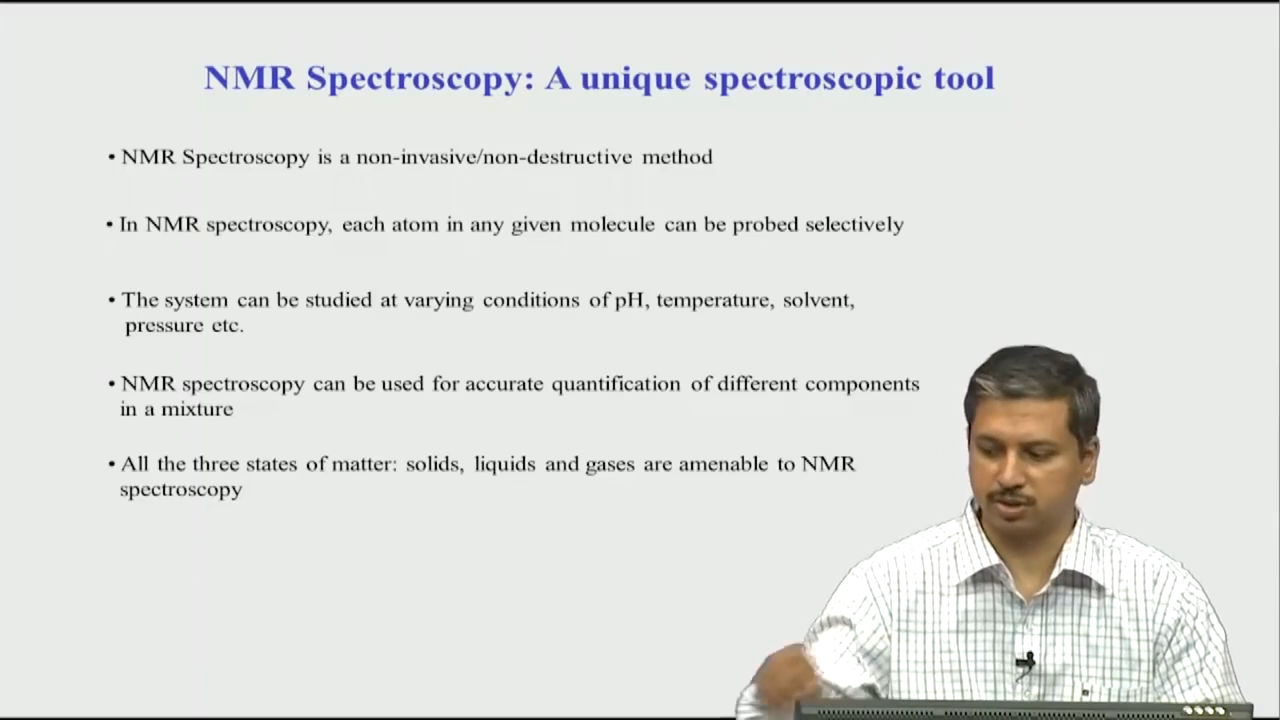 NMR Spectroscopy: A unique spectroscopic tool
• NMR Spectroscopy is a non-invasive/non-destructive method
• In NMR spectroscopy, each atom in any given molecule can be probed selectively
• The system can be studied at varying conditions of pH, temperature, solvent,
pressure etc.
• NMR spectroscopy can be used for accurate quantification of different components
in a mixture
• All the three states of matter: solids, liquids and gases are amenable to NMR
spectroscopy